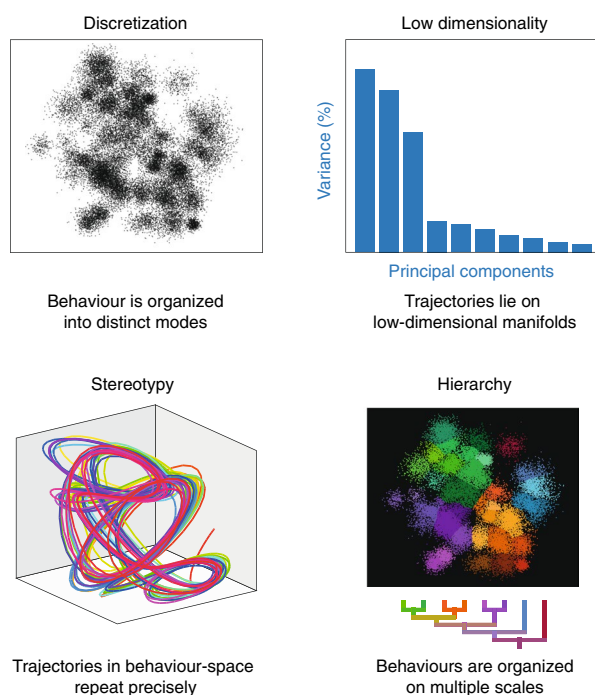 Discretization
Low dimensionality
Variance (%)
Principal components
Behaviour is organized
into distinct modes
Trajectories lie on
low-dimensional manifolds
Stereotypy
Hierarchy
Trajectories in behaviour-space
repeat precisely
Behaviours are organized
on multiple scales